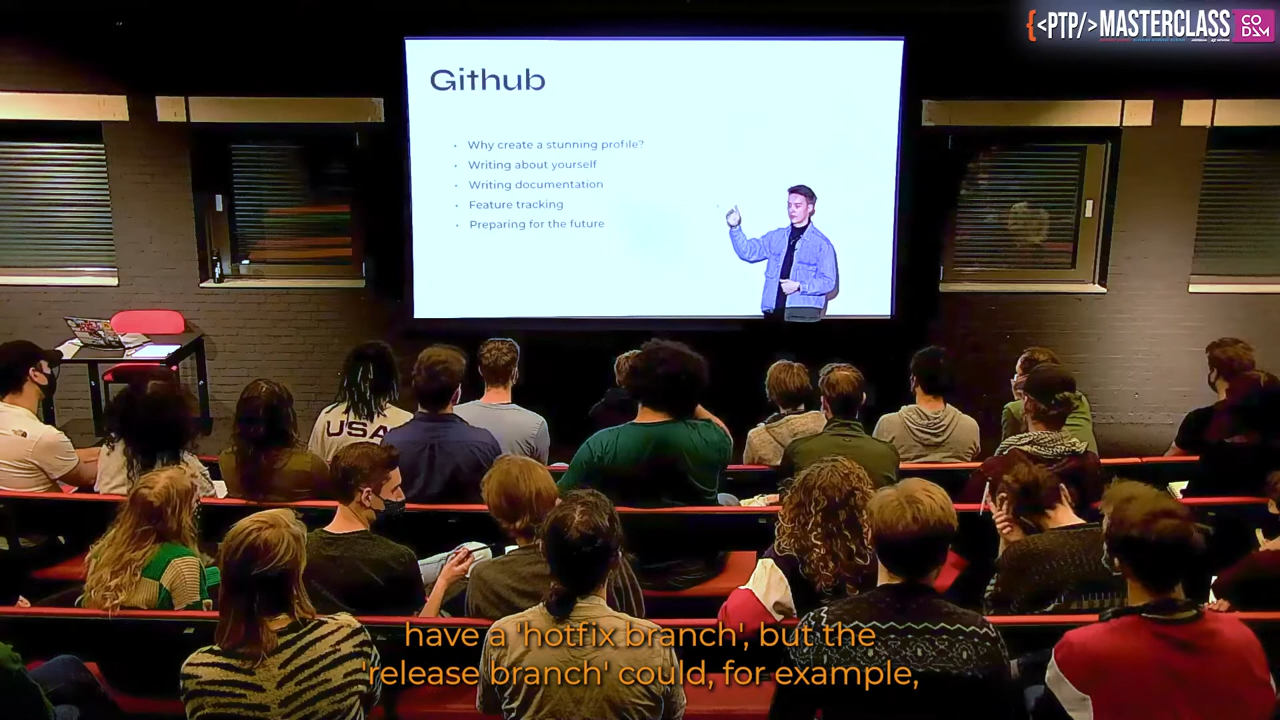 {<PTP/>MASTERCLASS
CO
D∑M
Github
• Why create a stunning profile?
• Writing about yourself
• Writing documentation
• Feature tracking
• Preparing for the future
USA
have a 'hotfix branch', but the
'release branch' could, for example,